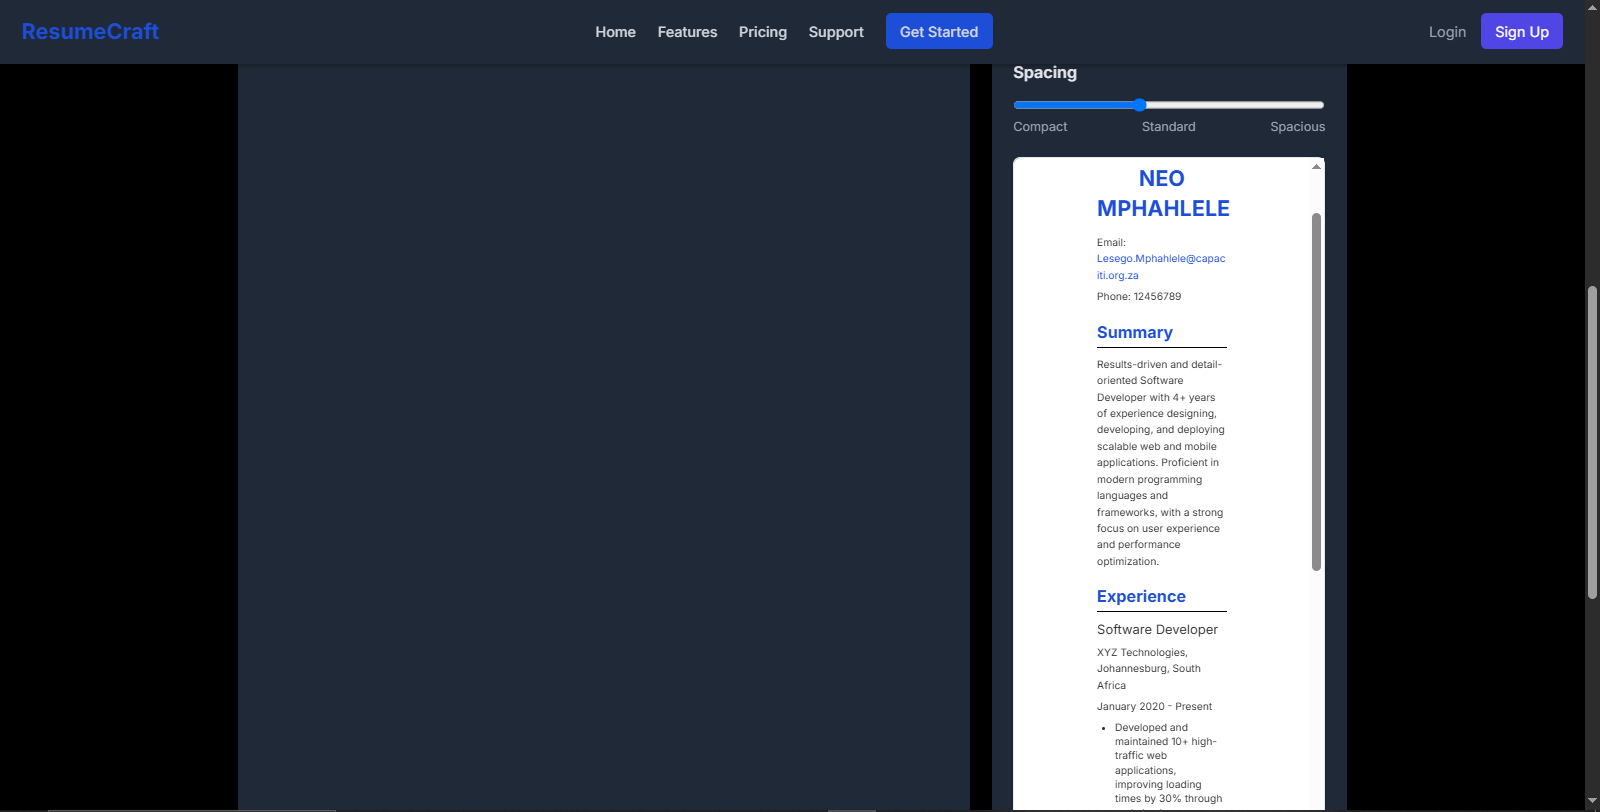 ResumeCraft
Home
Features
Pricing
Support
Get Started
Login
Sign Up
Spacing
Compact
Standard
Spacious
NEO
MPHAHLELE
Email:
Lesego.Mphahlele@capac
iti.org.za
Phone: 12456789
Summary
Results-driven and detail-
oriented Software
Developer with 4+ years
of experience designing,
developing, and deploying
scalable web and mobile
applications. Proficient in
modern programming
languages and
frameworks, with a strong
focus on user experience
and performance
optimization.
Experience
Software Developer
XYZ Technologies,
Johannesburg, South
Africa
January 2020 - Present
• Developed and
maintained 10+ high-
traffic web
applications,
improving loading
times by 30% through